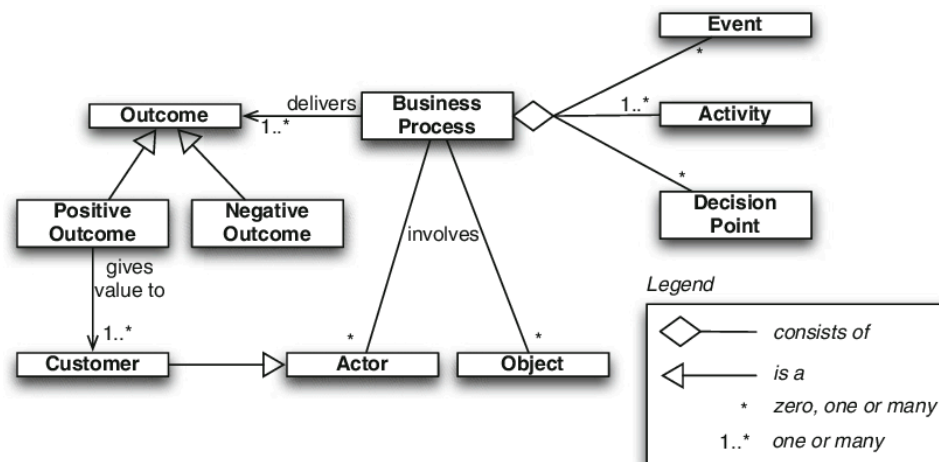 Event
*
delivers
Business
Process
Outcome
1..*
1..*
Activity
*
Positive
Outcome
Negative
Outcome
Decision
Point
involves
gives
value to
Legend
1..*
*
*
Customer
Actor
Object
consists of
is a
* zero, one or many
1..* one or many